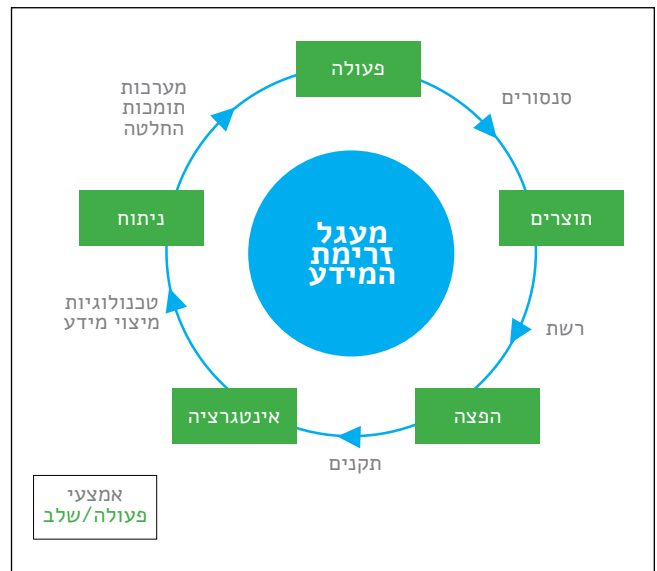 פעולה
סנסורים
תוצרים
רשת
הפצה
תקנים
אינטגרציה
טכנולוגיות
מיצוי מידע
ניתוח
מערכות
תומכות
החלטה
מעגל
זרימת
המידע
אמצעי
פעולה/שלב